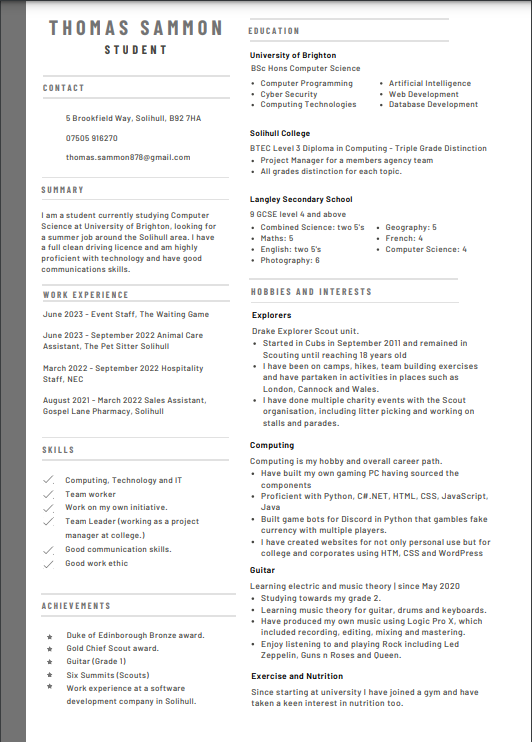 THOMAS SAMMON
STUDENT
CONTACT
5 Brookfield Way, Solihull, B92 7HA
07505 916270
thomas.sammon878@gmail.com
SUMMARY
I am a student currently studying Computer
Science at University of Brighton, looking for
a summer job around the Solihull area. I have
a full clean driving licence and am highly
proficient with technology and have good
communications skills.
WORK EXPERIENCE
June 2023 - Event Staff, The Waiting Game
June 2023 - September 2022 Animal Care
Assistant, The Pet Sitter Solihull
March 2022 - September 2022 Hospitality
Staff, NEC
August 2021 - March 2022 Sales Assistant,
Gospel Lane Pharmacy, Solihull
SKILLS
Computing, Technology and IT
Team worker
Work on my own initiative.
Team Leader (working as a project
manager at college.)
Good communication skills.
Good work ethic
ACHIEVEMENTS
Duke of Edinborough Bronze award.
Gold Chief Scout award.
Guitar (Grade 1)
Six Summits (Scouts)
Work experience at a software
development company in Solihull.
EDUCATION
University of Brighton
BSc Hons Computer Science
• Computer Programming
• Cyber Security
• Computing Technologies
• Artificial Intelligence
• Web Development
• Database Development
Solihull College
BTEC Level 3 Diploma in Computing - Triple Grade Distinction
• Project Manager for a members agency team
• All grades distinction for each topic.
Langley Secondary School
9 GCSE level 4 and above
• Combined Science: two 5's
• Maths: 5
• English: two 5's
• Photography: 6
• Geography: 5
• French: 4
• Computer Science: 4
HOBBIES AND INTERESTS
Explorers
Drake Explorer Scout unit.
• Started in Cubs in September 2011 and remained in
Scouting until reaching 18 years old
• I have been on camps, hikes, team building exercises
and have partaken in activities in places such as
London, Cannock and Wales.
• I have done multiple charity events with the Scout
organisation, including litter picking and working on
stalls and parades.
Computing
Computing is my hobby and overall career path.
• Have built my own gaming PC having sourced the
components
• Proficient with Python, C#.NET, HTML, CSS, JavaScript,
Java
• Built game bots for Discord in Python that gambles fake
currency with multiple players.
• I have created websites for not only personal use but for
college and corporates using HTM, CSS and WordPress
Guitar
Learning electric and music theory | since May 2020
• Studying towards my grade 2.
• Learning music theory for guitar, drums and keyboards.
• Have produced my own music using Logic Pro X, which
included recording, editing, mixing and mastering.
• Enjoy listening to and playing Rock including Led
Zeppelin, Guns n Roses and Queen.
Exercise and Nutrition
Since starting at university I have joined a gym and have
taken a keen interest in nutrition too.